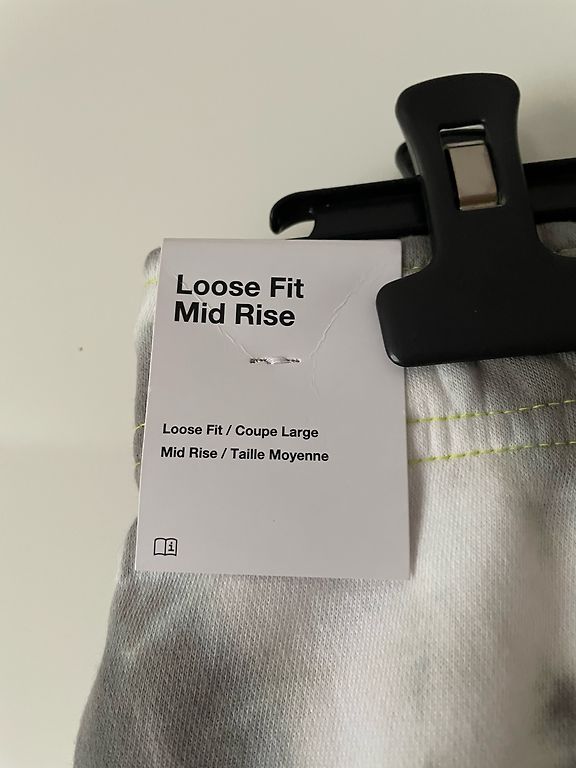 Loose Fit
Mid Rise
Loose Fit / Coupe Large
Mid Rise / Taille Moyenne
i